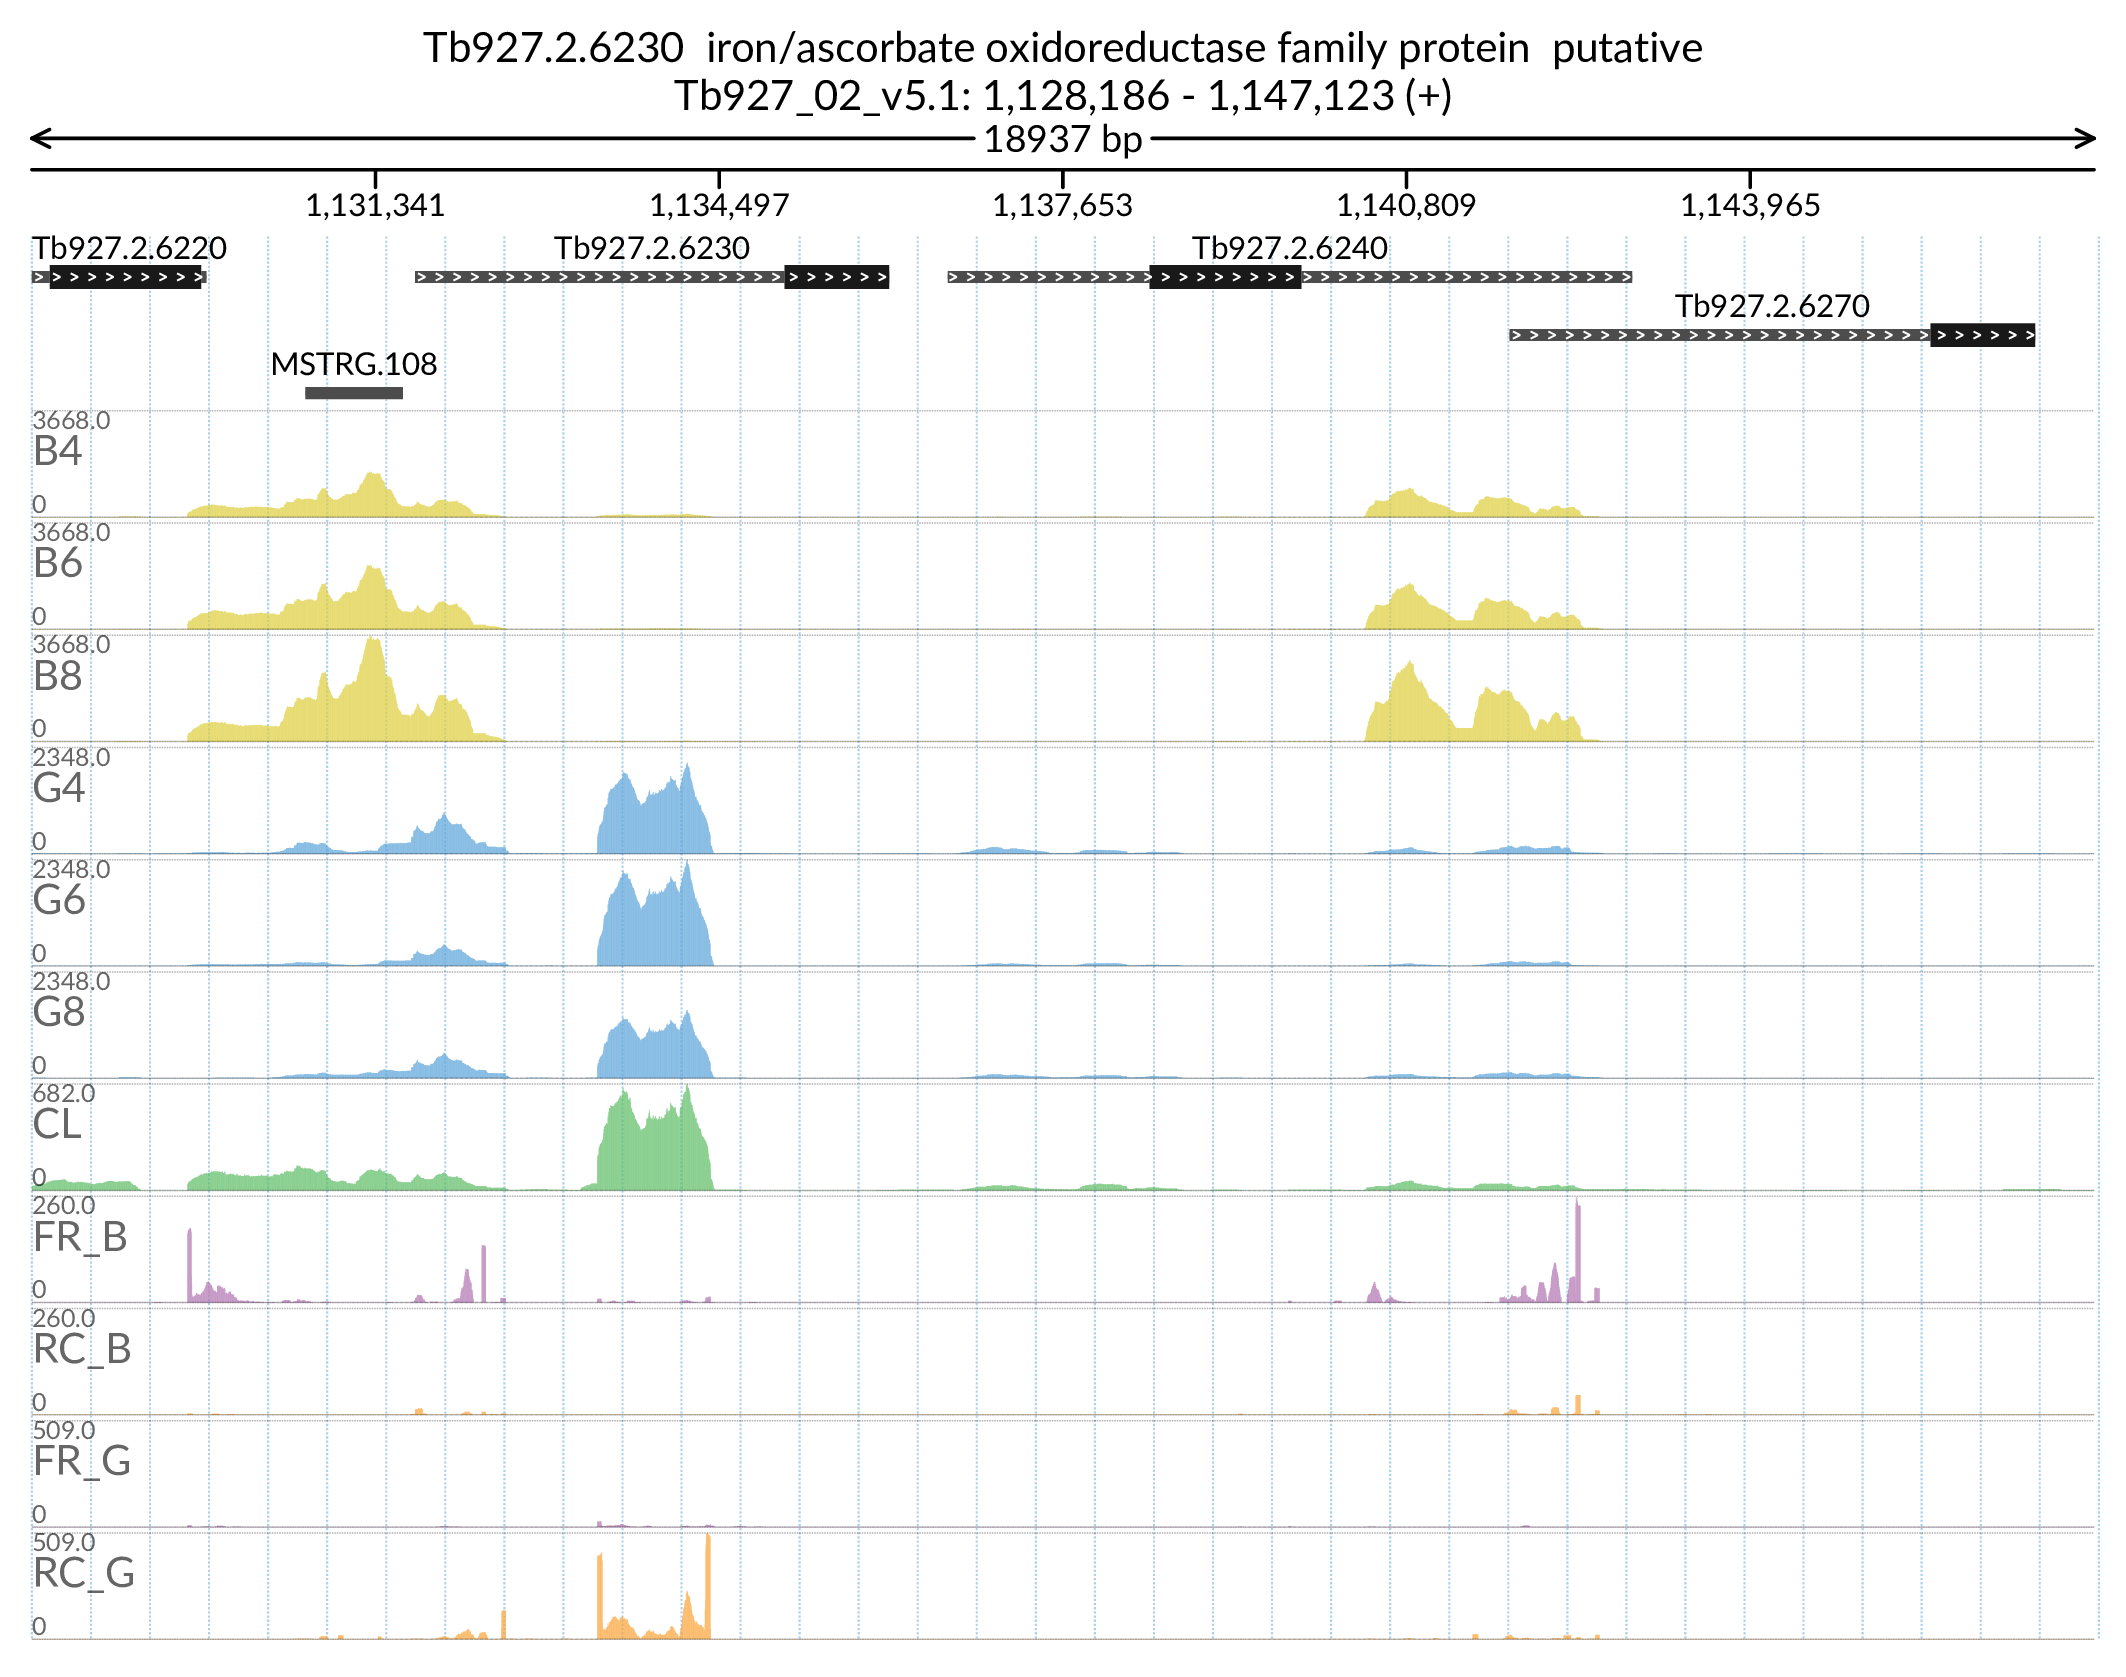 Tb927.2.6230  iron/ascorbate oxidoreductase family protein  putative
Tb927_02_v5.1: 1,128,186 - 1,147,123 (+)
18937 bp
1,131,341 1,134,497 1,137,653 1,140,809 1,143,965
Tb927.2.6220 Tb927.2.6230 Tb927.2.6240
Tb927.2.6270
MSTRG.108
3668.0
B4
0
3668.0
B6
0
3668.0
B8
0
2348.0
G4
0
2348.0
G6
0
2348.0
G8
0
682.0
CL
0
260.0
FR_B
0
260.0
RC_B
0
509.0
FR_G
0
509.0
RC_G
0